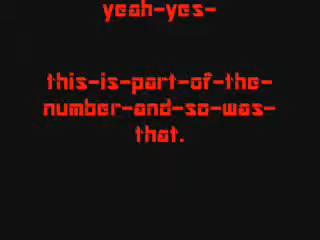 yeah-yes-
this-is-part-of-the-
number-and-so-was-
that.